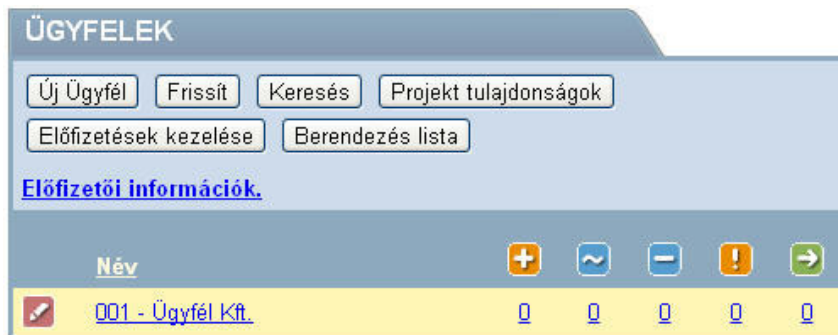 ÜGYFELEK
Új Ügyfél Frissít Keresés Projekt tulajdonságok
Előfizetések kezelése Berendezés lista
Előfizetői információk.
Név
001 - Ügyfél Kft. 0 0 0 0 0